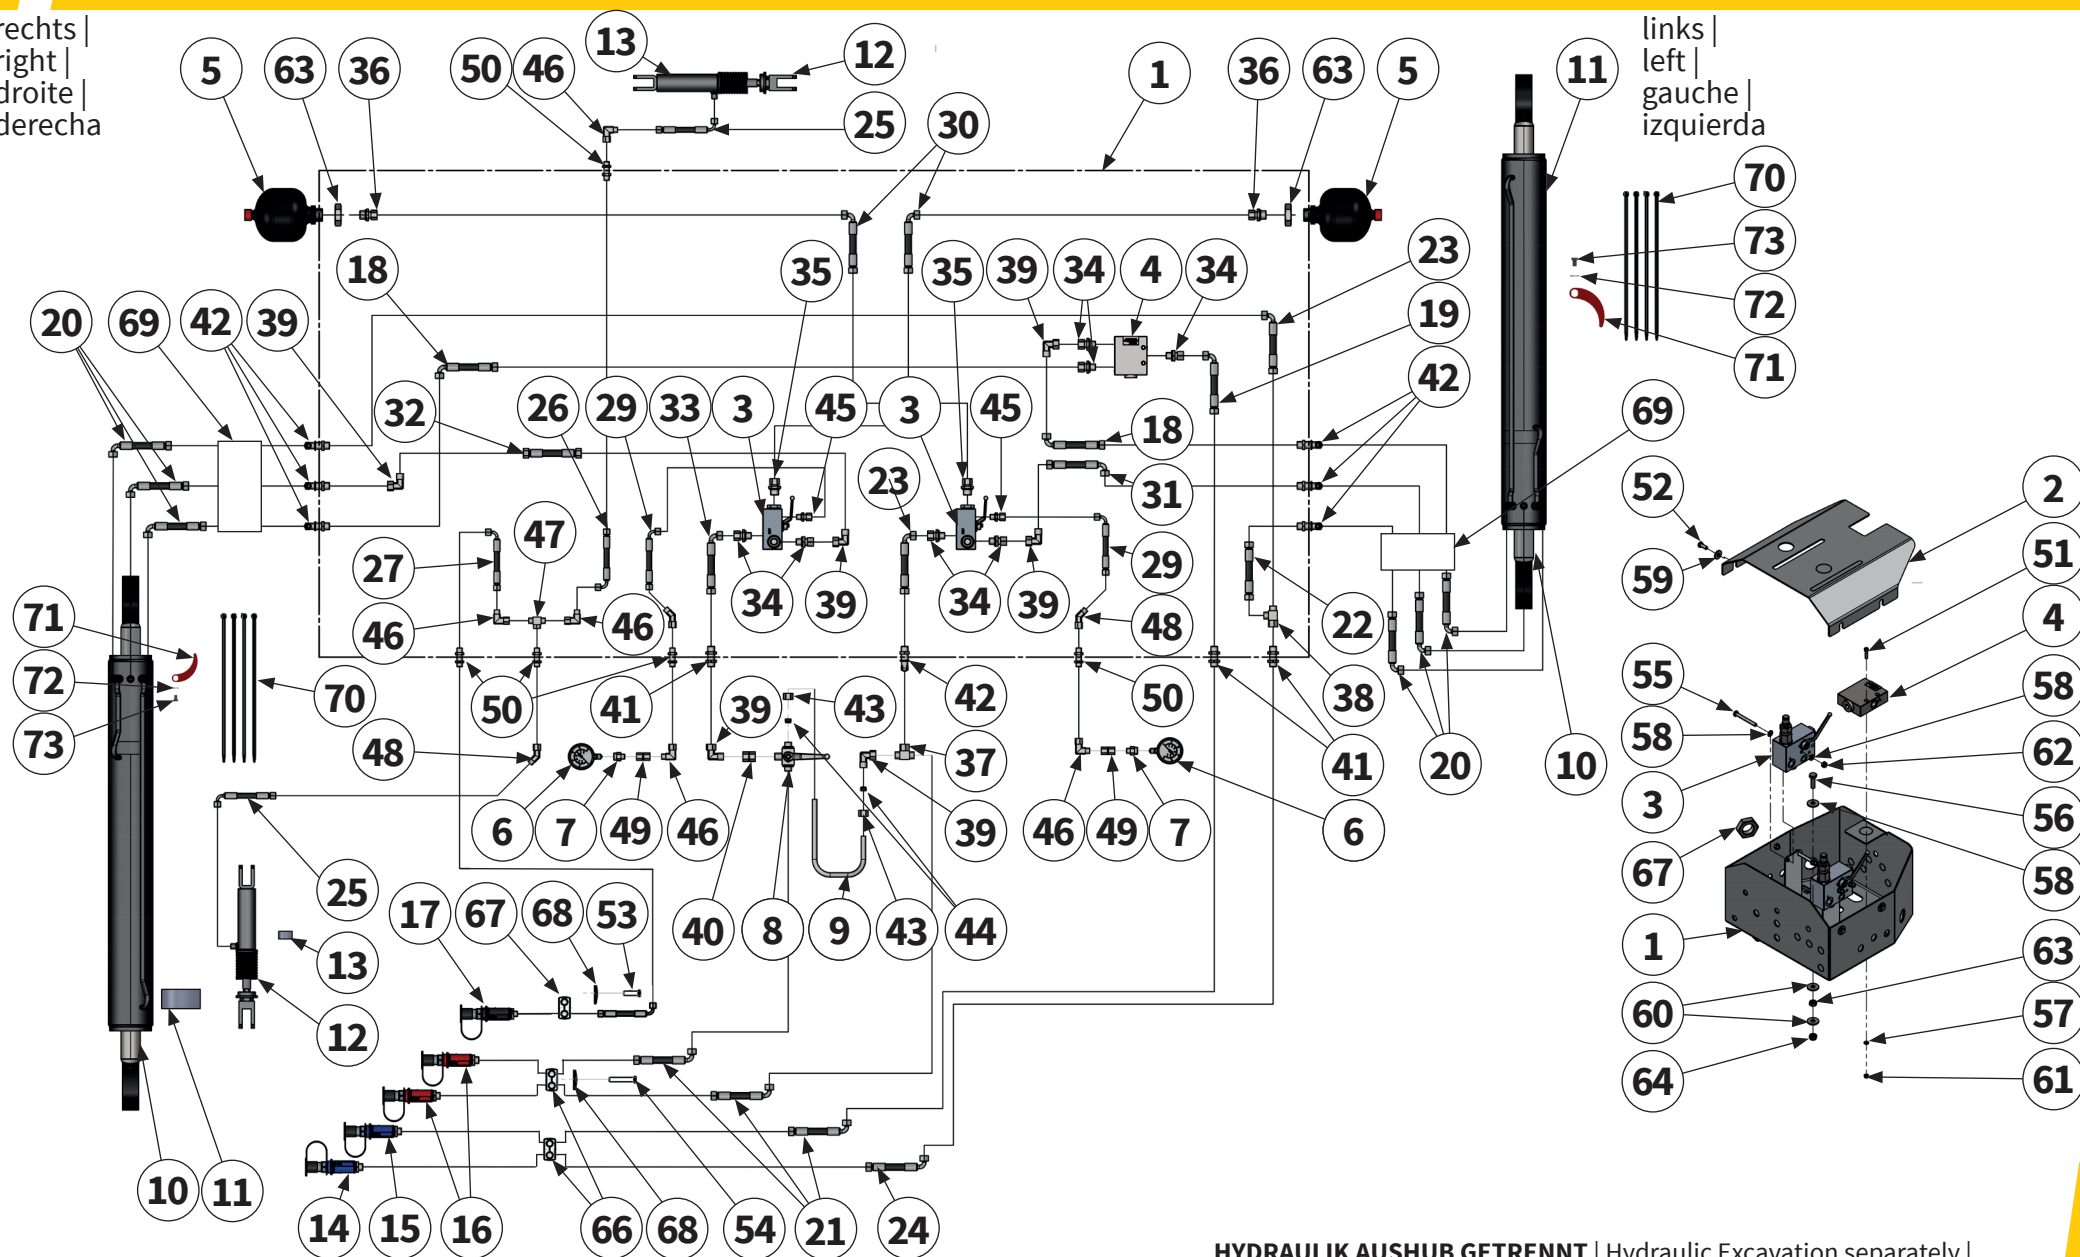 rechts |
right |
droite |
derecha
links |
left |
gauche |
izquierda
5 63 36 50 46 13 12 1 36 63 5 11
25 30
70
73
72
71
18 35 35 39 34 4 34 23
19
20 69 42 39
32 26 29 33 3 45 3 45 18 42 69
23 31
52 2
51
59
4
27 47 34 39 34 39 29 22
46 46 48
71
72
73
70
50 41 39 43 42 50 38
55 58
58
62
48 37 41 20 10
6 7 49 46 39 46 49 7 6
3 56
67
58
25 17 67 68 53 40 8 9 43 44
1 63
13
12
60 57
64 61
10 11
14 15 16 66 68 54 21 24
HYDRAULIK AUSHUB GETRENNT | Hydraulic Excavation separately |